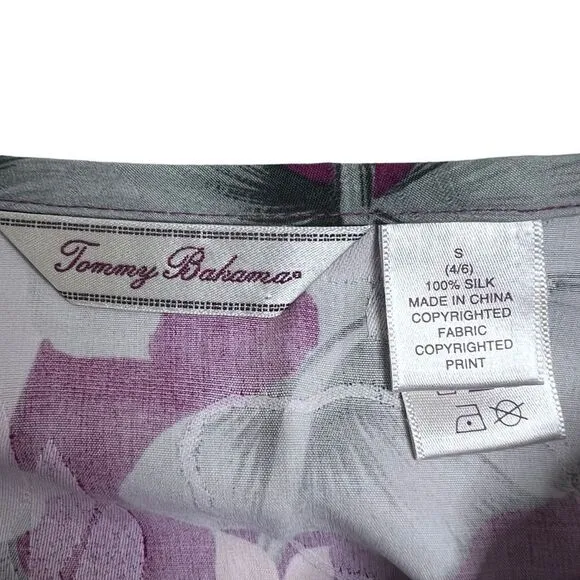 Tommy Bahama®
S
(4/6)
100% SILK
MADE IN CHINA
COPYRIGHTED
FABRIC
COPYRIGHTED
PRINT